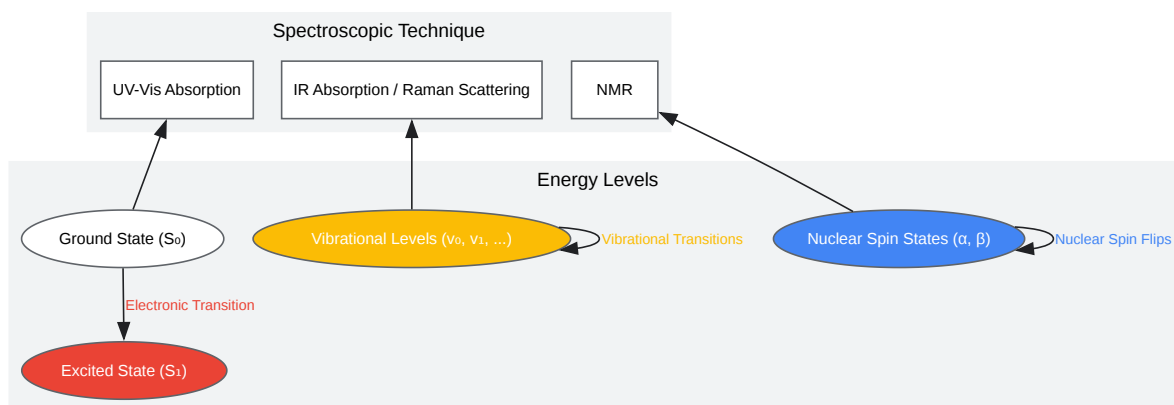 Spectroscopic Technique
UV-Vis Absorption
IR Absorption / Raman Scattering
NMR
Energy Levels
Ground State (S₀)
Vibrational Levels (v₀, v₁, ...)
Vibrational Transitions
Nuclear Spin States (α, β)
Nuclear Spin Flips
Electronic Transition
Excited State (S₁)